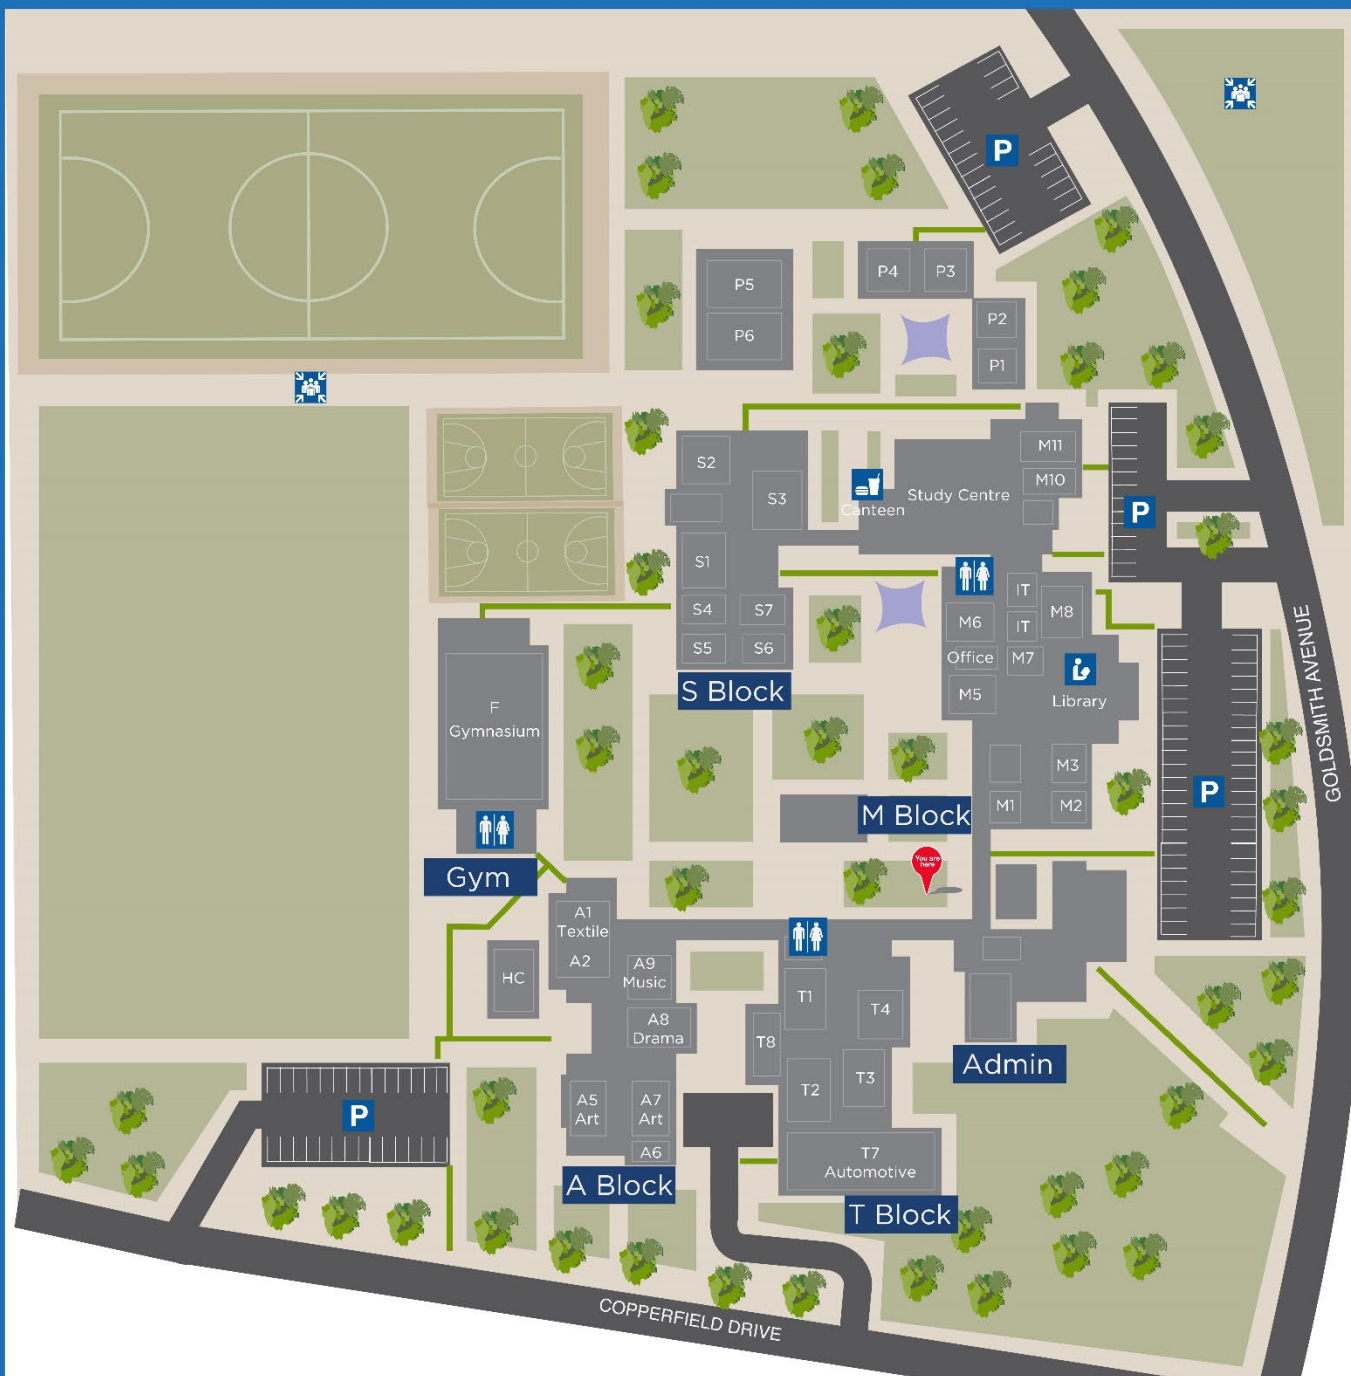 P
P4
P3
P5
P6
P2
P1
M11
M10
S2
S3
Study Centre
Canteen
P
S1
IT
IT
M8
S4
S7
M6
S5
S6
Office
M7
M5
Library
S Block
F
Gymnasium
M3
M1
M2
P
GOLDSMITH AVENUE
M Block
You are
here
Gym
A1
Textile
A2
HC
A9
Music
A8
Drama
T1
T4
T8
T2
T3
Admin
P
A5
Art
A7
Art
A6
T7
Automotive
A Block
T Block
COPPERFIELD DRIVE